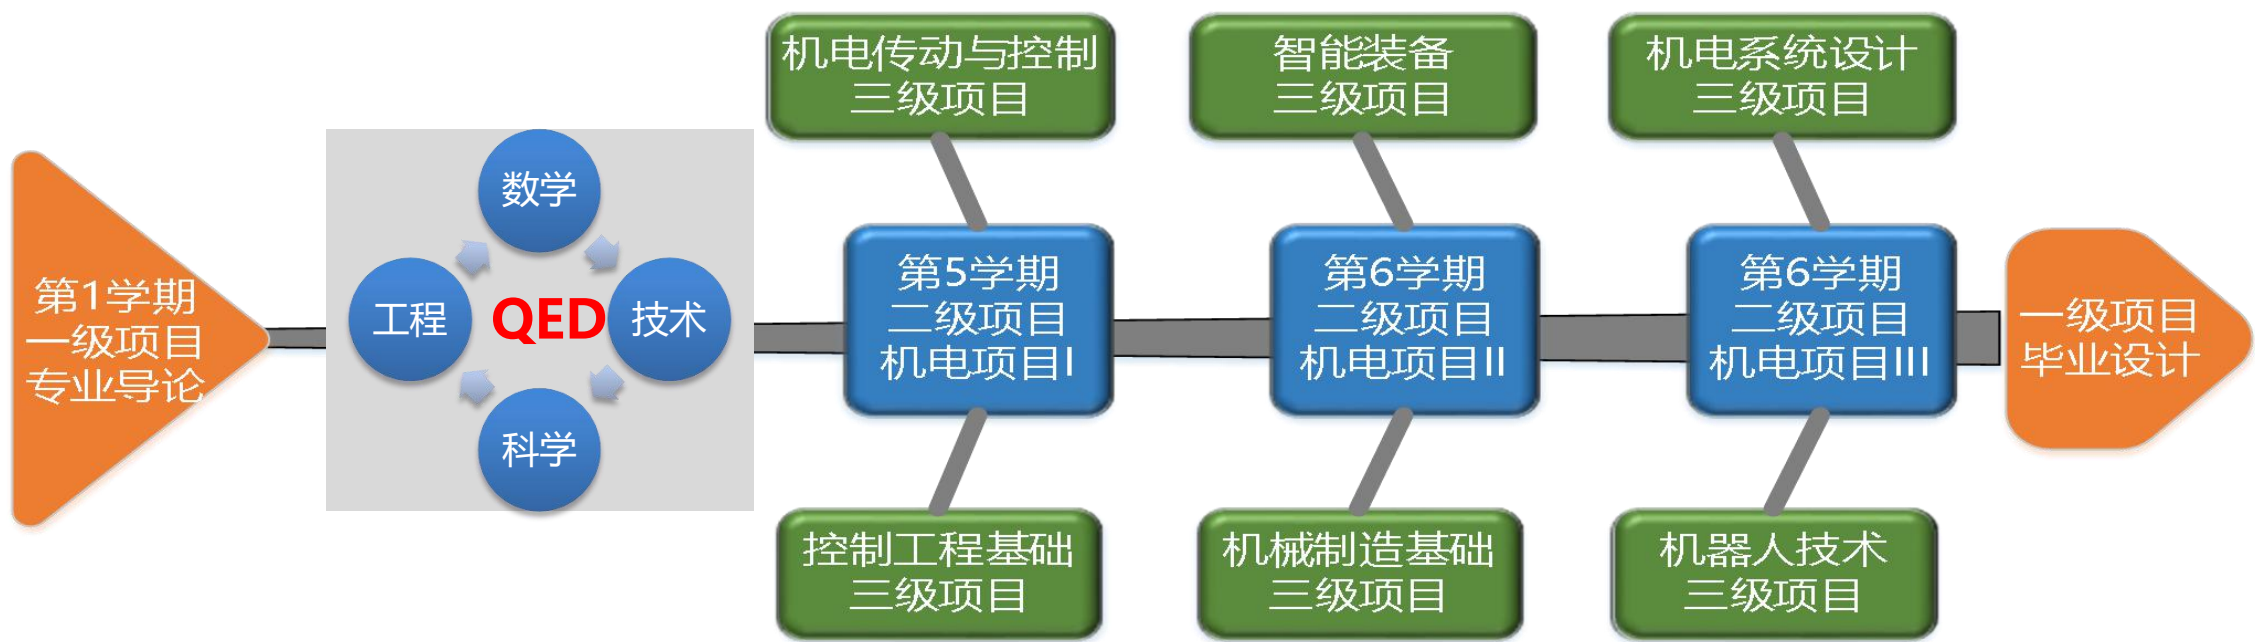 第1学期
一级项目
专业导论
数学
工程
QED
技术
科学
机电传动与控制
三级项目
第5学期
二级项目
机电项目I
控制工程基础
三级项目
智能装备
三级项目
第6学期
二级项目
机电项目II
机械制造基础
三级项目
机电系统设计
三级项目
第6学期
二级项目
机电项目III
机器人技术
三级项目
一级项目
毕业设计